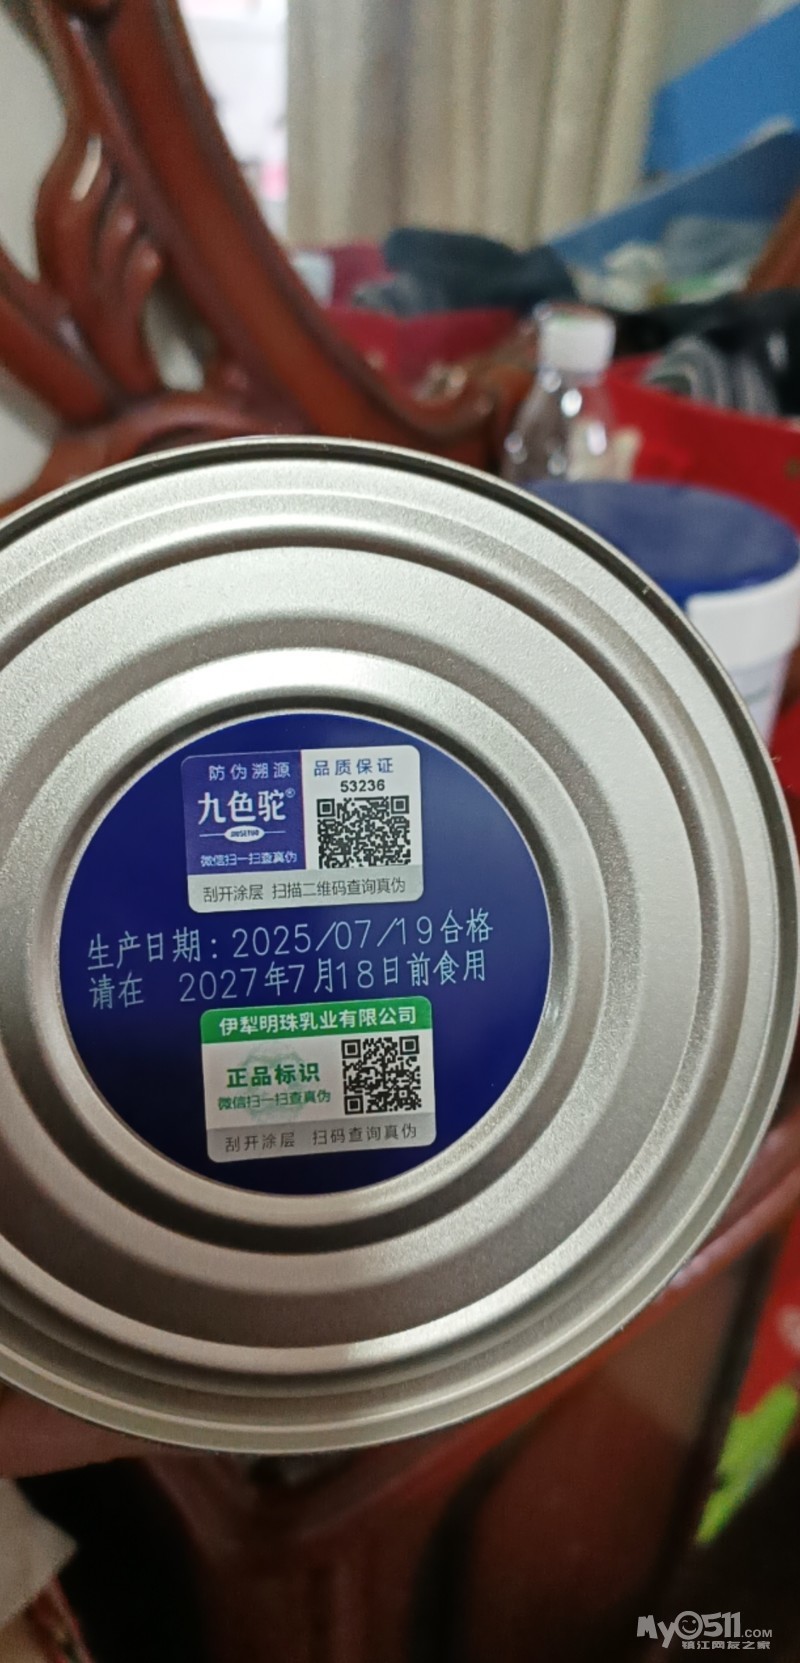 防伪溯源
品质保证
53236
九色驼®
JIUSETUO
微信扫一扫查真伪
刮开涂层 扫描二维码查询真伪
生产日期:2025/07/19合格
请在 2027年7月18日前食用
伊犁明珠乳业有限公司
正品标识
微信扫一扫查真伪
刮开涂层 扫码查询真伪
My0511.COM
镇江网友之家